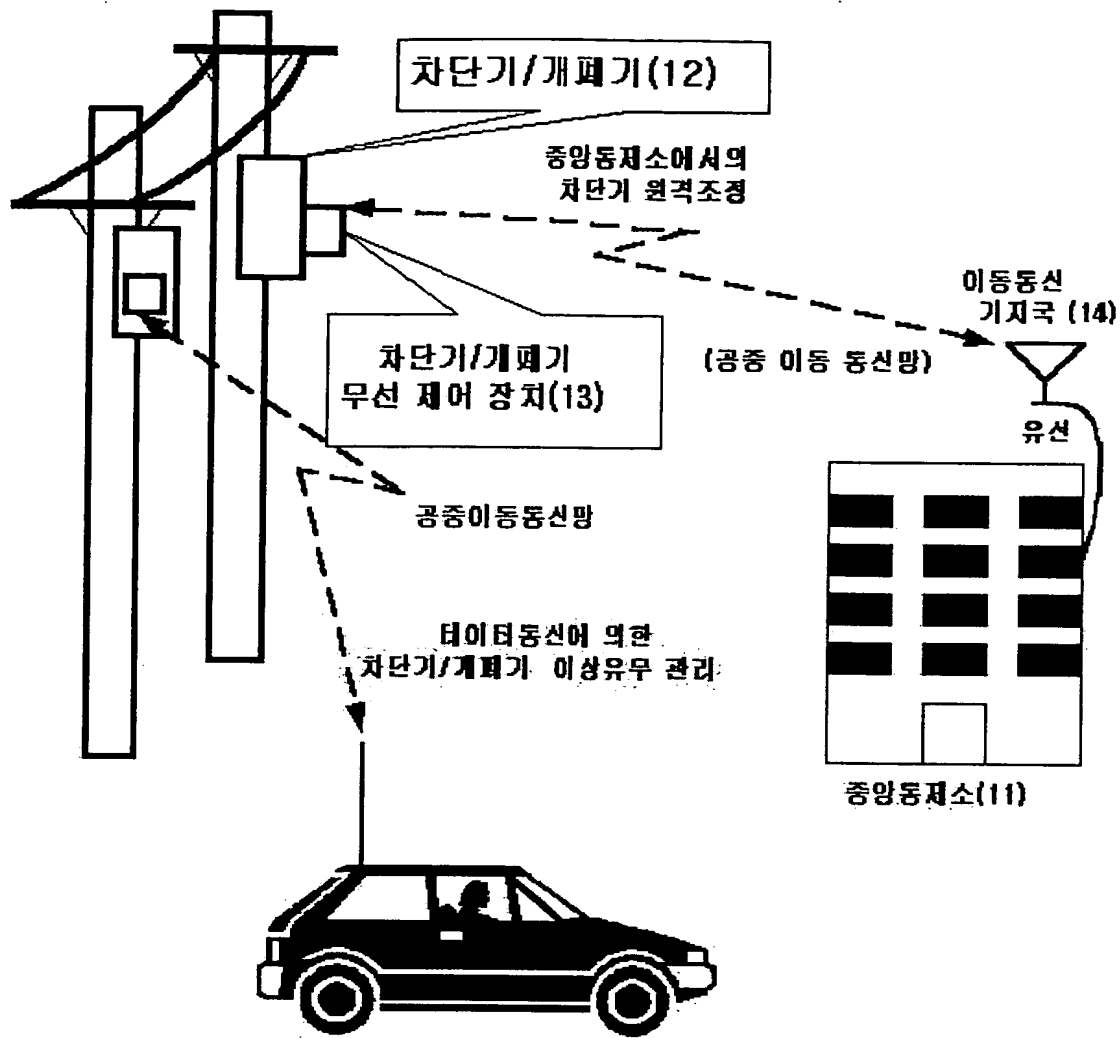 차단기/개폐기(12)
중앙통제소에서의
차단기 원격조정
이동통신
기지국 (14)
(공중 이동 통신망)
차단기/개폐기
무선 제어 장치(13)
유선
공중이동통신망
데이터통신에 의한
차단기/개폐기 이상유무 관리
중앙통제소(11)